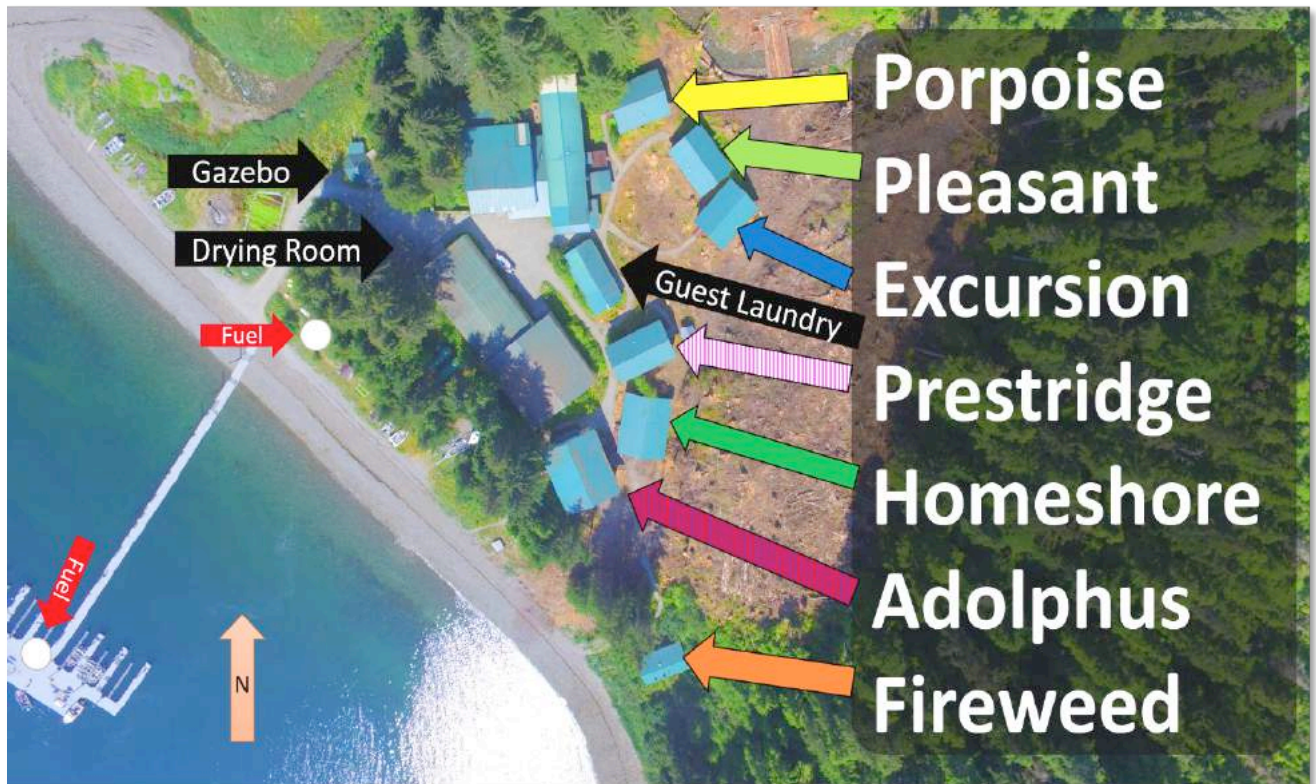 Porpoise
Pleasant
Excursion
Prestridge
Homeshore
Adolphus
Fireweed
Gazebo
Drying Room
Guest Laundry
Fuel
Fuel
N